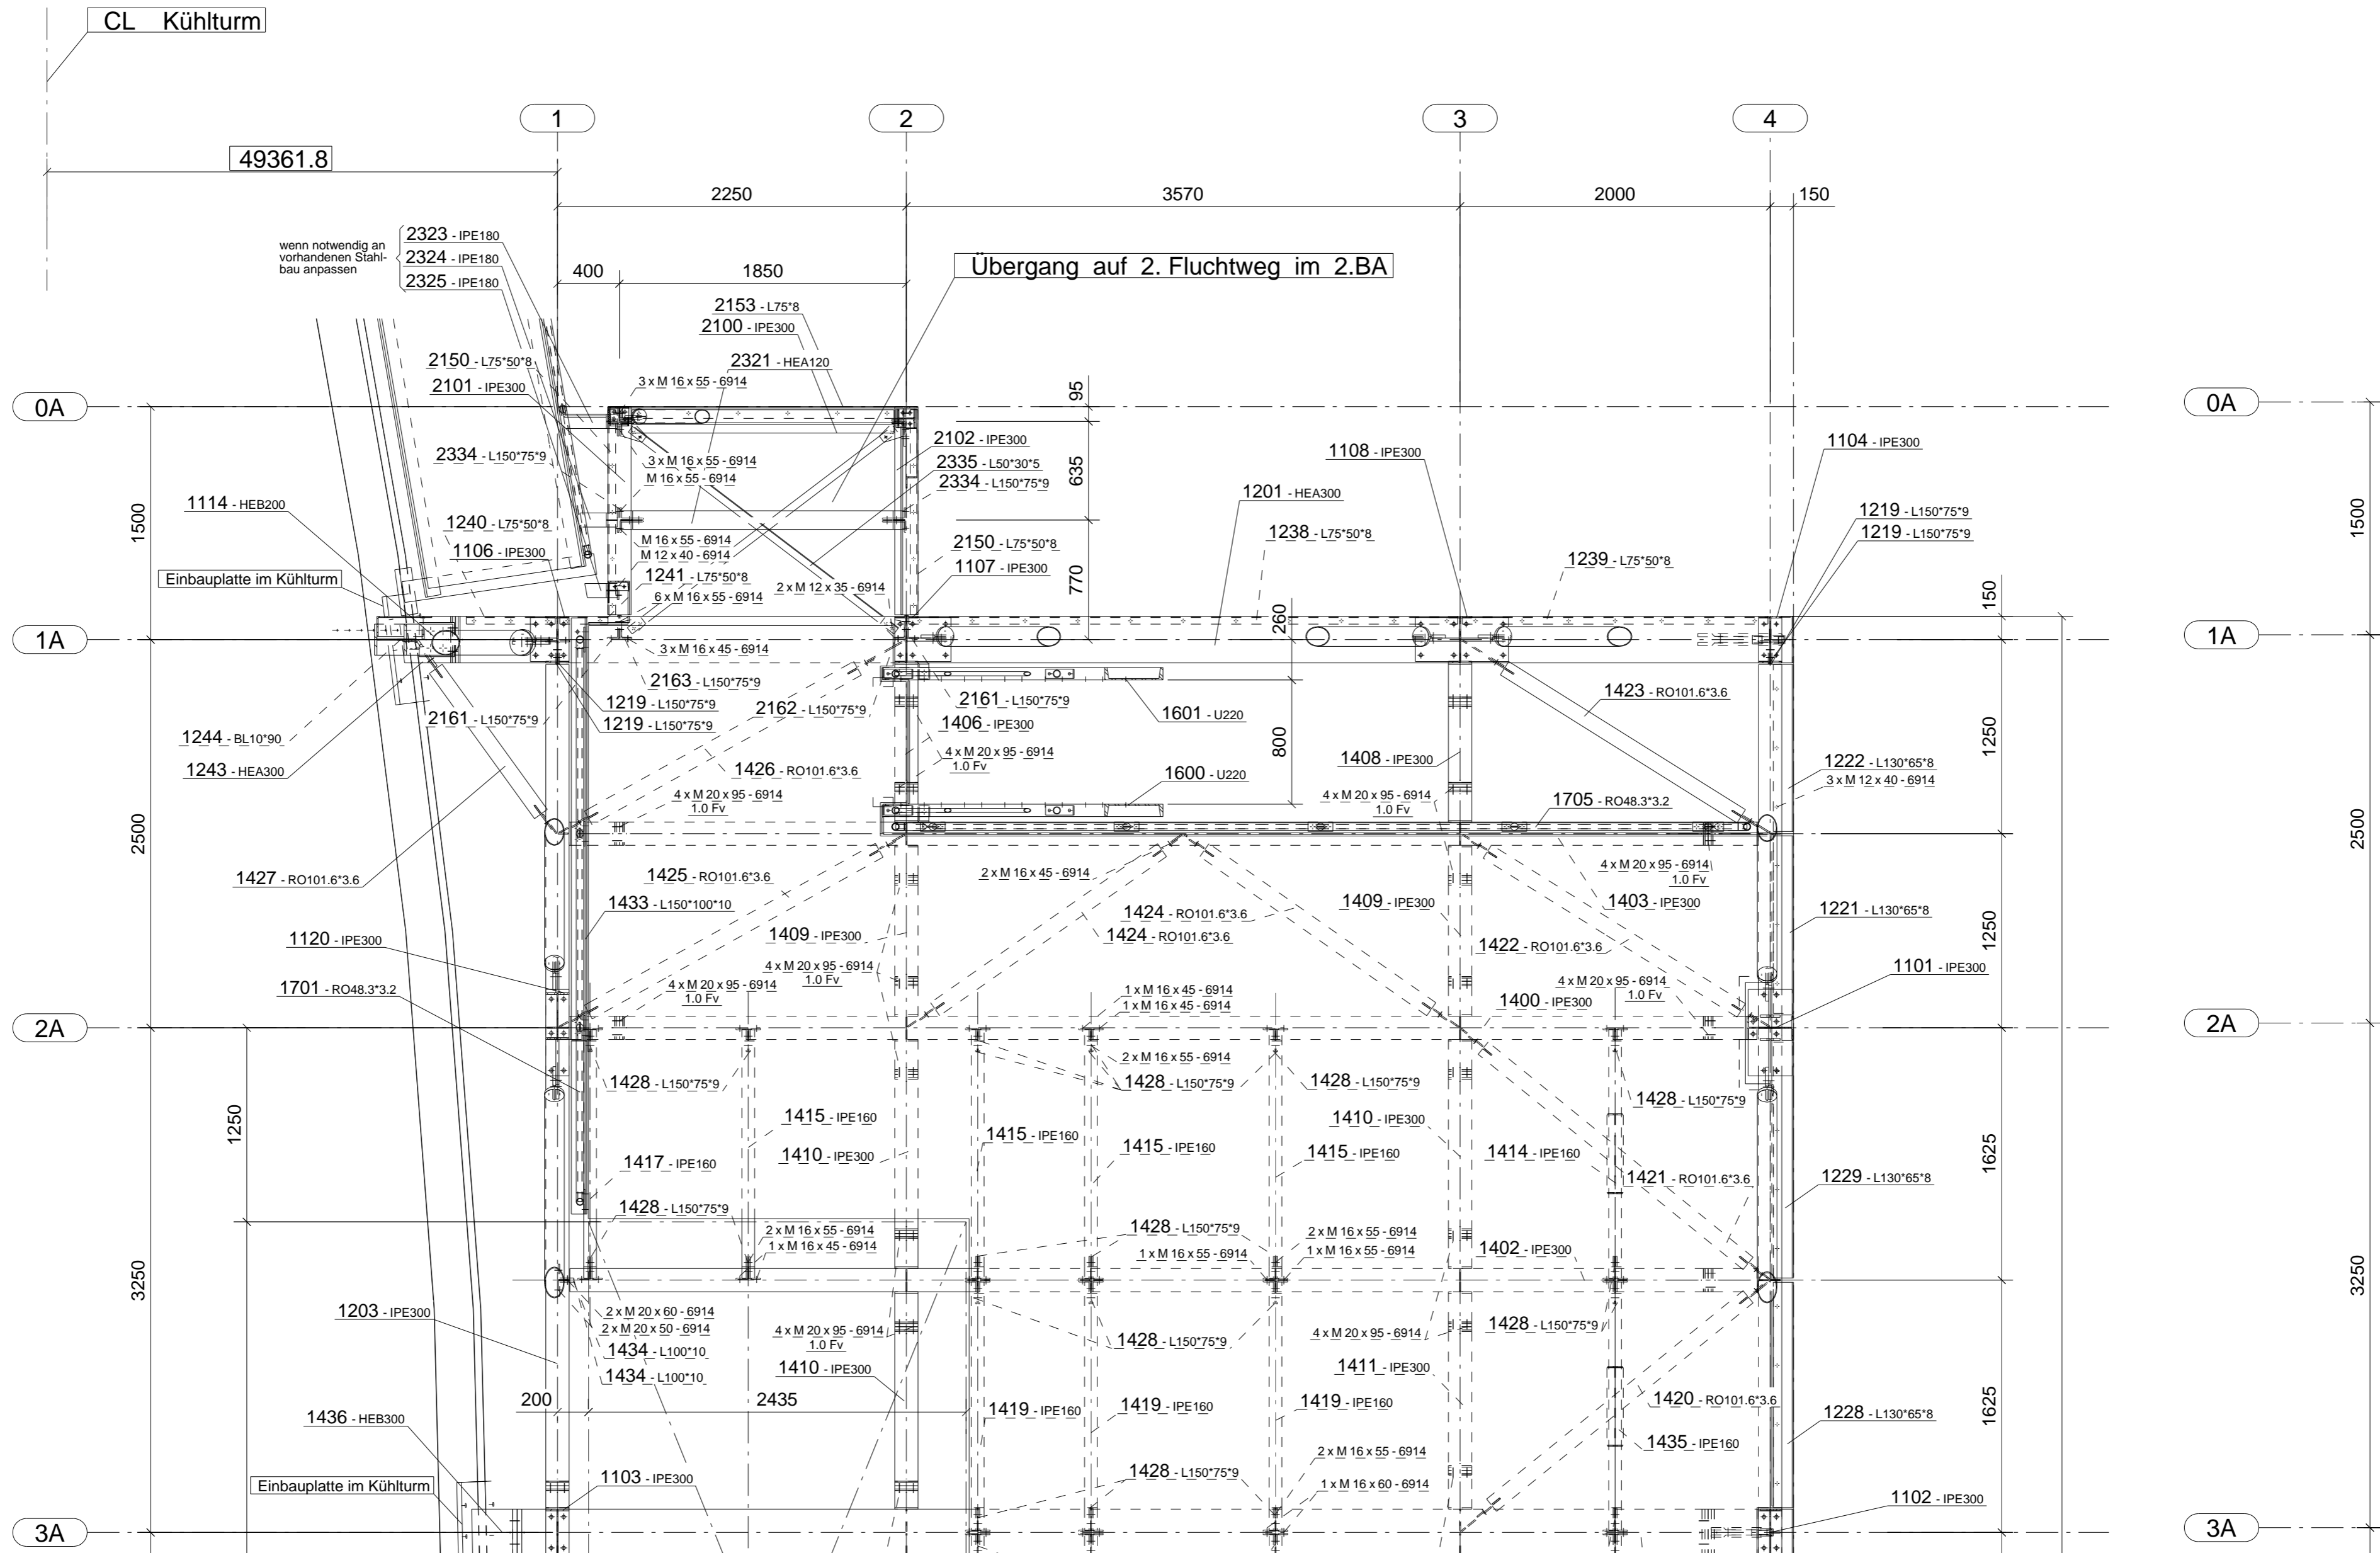 CL Kühlturm
1
2
3
4
49361.8
2250
3570
2000
150
wenn notwendig an
vorhandenen Stahl-
bau anpassen
2323 - IPE180
2324 - IPE180
2325 - IPE180
400
1850
Übergang auf 2. Fluchtweg im 2.BA
2153 - L75*8
2100 - IPE300
2321 - HEA120
2150 - L75*50*8
2101 - IPE300
3 x M 16 x 55 - 6914
95
0A
0A
2334 - L150*75*9
3 x M 16 x 55 - 6914
M 16 x 55 - 6914
2102 - IPE300
2335 - L50*30*5
2334 - L150*75*9
635
1108 - IPE300
1104 - IPE300
1201 - HEA300
1114 - HEB200
1500
1240 - L75*50*8
1106 - IPE300
M 16 x 55 - 6914
M 12 x 40 - 6914
1241 - L75*50*8
6 x M 16 x 55 - 6914
2 x M 12 x 35 - 6914
2150 - L75*50*8
1107 - IPE300
770
1238 - L75*50*8
1239 - L75*50*8
1219 - L150*75*9
1219 - L150*75*9
1500
Einbauplatte im Kühlturm
150
260
1A
1A
3 x M 16 x 45 - 6914
2163 - L150*75*9
1219 - L150*75*9
1219 - L150*75*9
2161 - L150*75*9
2162 - L150*75*9
2161 - L150*75*9
1406 - IPE300
1601 - U220
1423 - RO101.6*3.6
1244 - BL10*90
1243 - HEA300
4 x M 20 x 95 - 6914
1.0 Fv
800
1408 - IPE300
1250
1222 - L130*65*8
3 x M 12 x 40 - 6914
1426 - RO101.6*3.6
1600 - U220
4 x M 20 x 95 - 6914
1.0 Fv
4 x M 20 x 95 - 6914
1.0 Fv
1705 - RO48.3*3.2
2500
2500
1427 - RO101.6*3.6
1425 - RO101.6*3.6
1433 - L150*100*10
2 x M 16 x 45 - 6914
4 x M 20 x 95 - 6914
1.0 Fv
1424 - RO101.6*3.6
1424 - RO101.6*3.6
1409 - IPE300
1403 - IPE300
1221 - L130*65*8
1250
1120 - IPE300
1409 - IPE300
1422 - RO101.6*3.6
4 x M 20 x 95 - 6914
1.0 Fv
1101 - IPE300
1701 - RO48.3*3.2
4 x M 20 x 95 - 6914
1.0 Fv
1 x M 16 x 45 - 6914
1 x M 16 x 45 - 6914
4 x M 20 x 95 - 6914
1.0 Fv
1400 - IPE300
2A
2A
2 x M 16 x 55 - 6914
1428 - L150*75*9
1428 - L150*75*9
1428 - L150*75*9
1428 - L150*75*9
1250
1415 - IPE160
1410 - IPE300
1415 - IPE160
1415 - IPE160
1415 - IPE160
1410 - IPE300
1414 - IPE160
1417 - IPE160
1421 - RO101.6*3.6
1229 - L130*65*8
1625
1428 - L150*75*9
2 x M 16 x 55 - 6914
1 x M 16 x 45 - 6914
1428 - L150*75*9
1 x M 16 x 55 - 6914
2 x M 16 x 55 - 6914
1 x M 16 x 55 - 6914
1402 - IPE300
3250
3250
1203 - IPE300
2 x M 20 x 60 - 6914
2 x M 20 x 50 - 6914
1434 - L100*10
1434 - L100*10
4 x M 20 x 95 - 6914
1.0 Fv
1410 - IPE300
1428 - L150*75*9
4 x M 20 x 95 - 6914
1428 - L150*75*9
1411 - IPE300
200
2435
1436 - HEB300
1419 - IPE160
1419 - IPE160
1419 - IPE160
1420 - RO101.6*3.6
1435 - IPE160
1228 - L130*65*8
1625
Einbauplatte im Kühlturm
1103 - IPE300
1428 - L150*75*9
2 x M 16 x 55 - 6914
1 x M 16 x 60 - 6914
1102 - IPE300
3A
3A